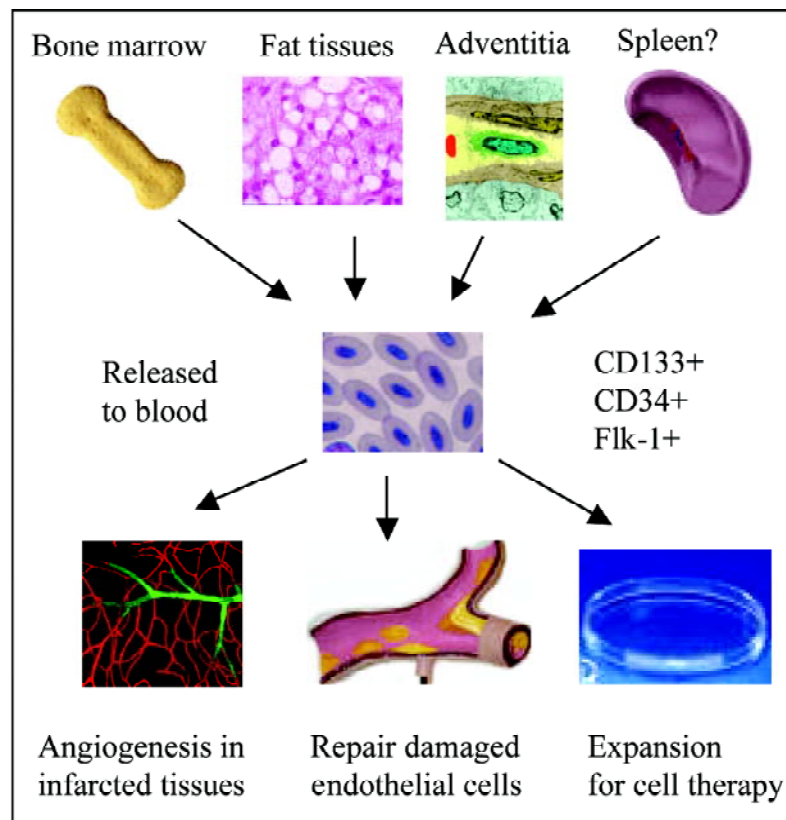 Bone marrow
Fat tissues
Adventitia
Spleen?
Released
to blood
CD133+
CD34+
Flk-1+
Angiogenesis in
infarcted tissues
Repair damaged
endothelial cells
Expansion
for cell therapy